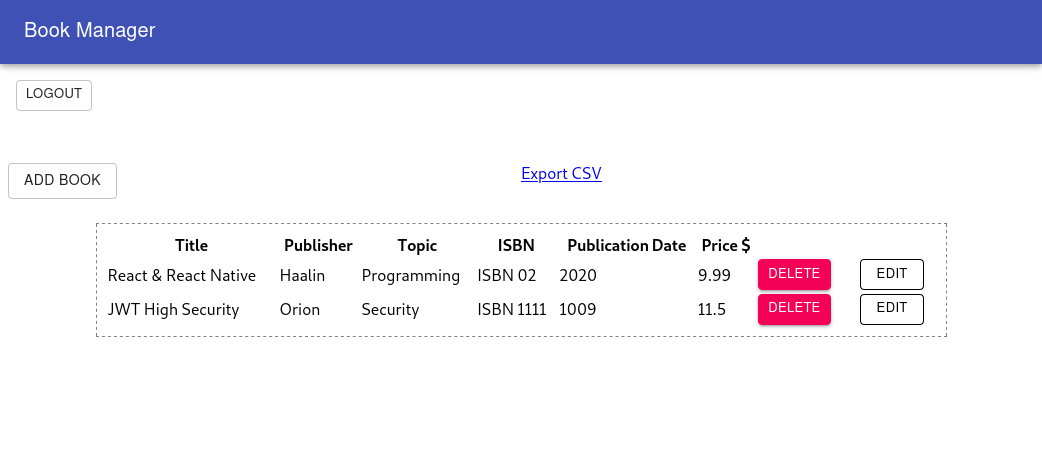 Book Manager
LOGOUT
ADD BOOK Export CSV
Title Publisher Topic ISBN Publication Date Price $
React & React Native Haalin Programming ISBN 02 2020 9.99 DELETE EDIT
JWT High Security Orion Security ISBN 1111 1009 11.5 DELETE EDIT